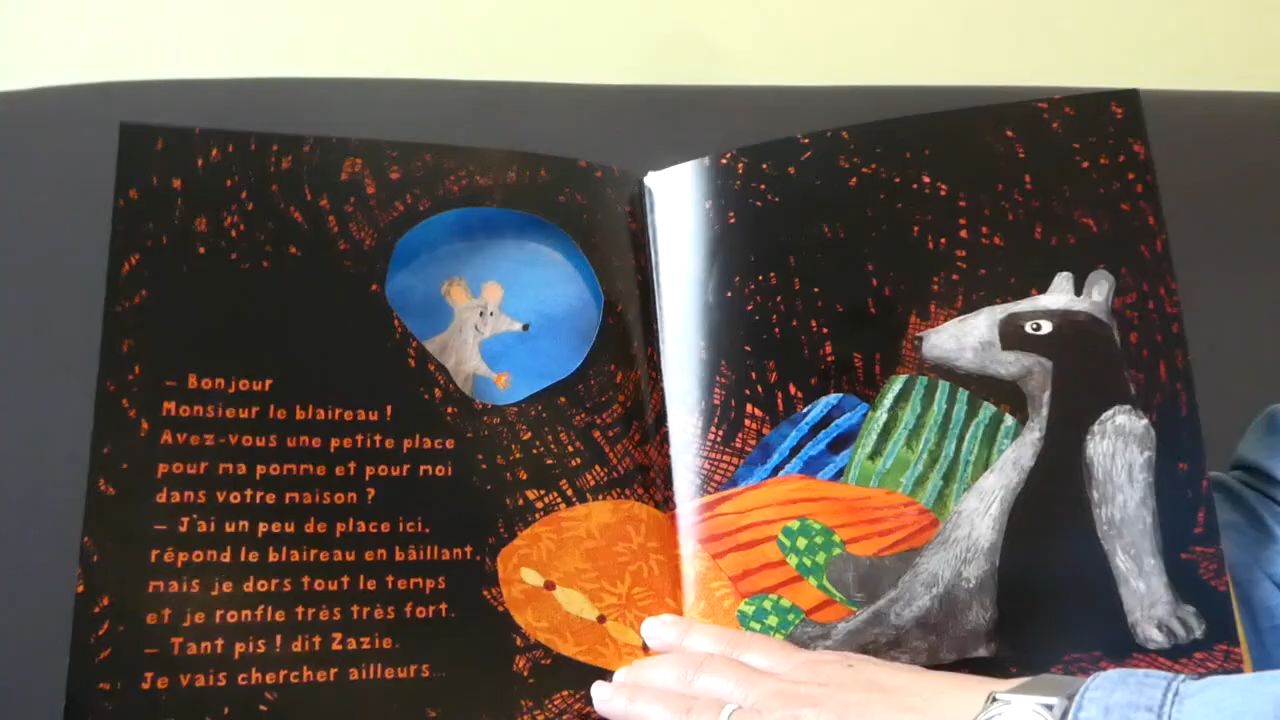 – Bonjour
Monsieur le blaireau !
Avez-vous une petite place
pour ma pomme et pour moi
dans votre maison ?
– J'ai un peu de place ici,
répond le blaireau en bâillant,
mais je dors tout le temps
et je ronfle très très fort.
– Tant pis ! dit Zazie.
Je vais chercher ailleurs...